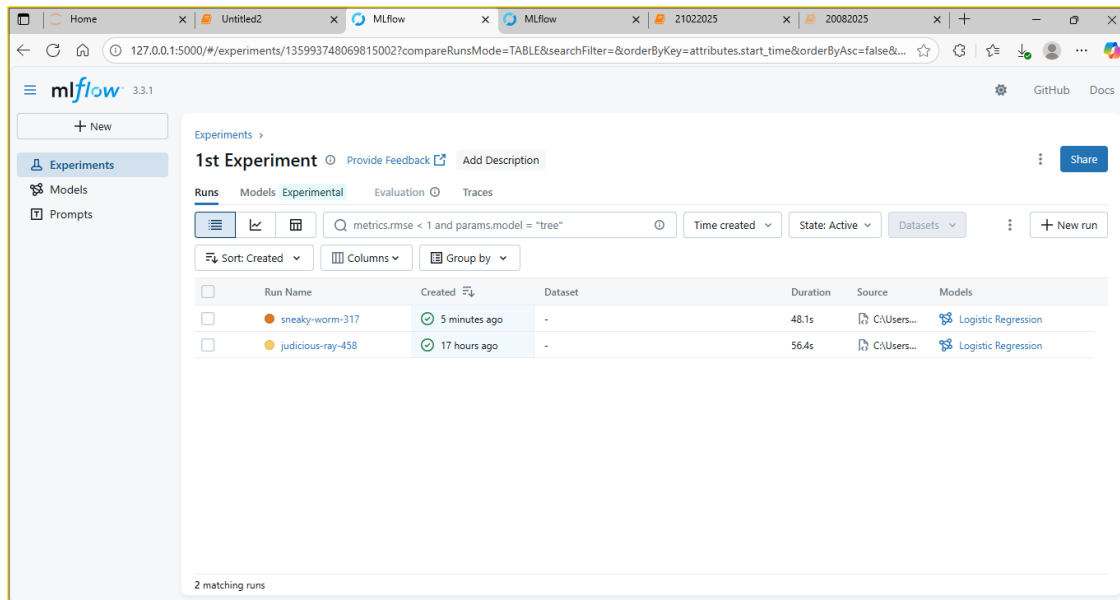 Home Untitled2 MLflow MLflow 21022025 20082025
127.0.0.1:5000/#/experiments/135993748069815002?compareRunsMode=TABLE&searchFilter=&orderByKey=attributes.start_time&orderByAsc=false&...
mlflow 3.3.1 GitHub Docs
+ New
Experiments
Models
Prompts
Experiments >
1st Experiment Provide Feedback Add Description Share
Runs Models Experimental Evaluation Traces
metrics.rmse < 1 and params.model = "tree" Time created State: Active Datasets + New run
Sort: Created Columns Group by
Run Name Created Dataset Duration Source Models
sneaky-worm-317 5 minutes ago - 48.1s C:\Users... Logistic Regression
judicious-ray-458 17 hours ago - 56.4s C:\Users... Logistic Regression
2 matching runs